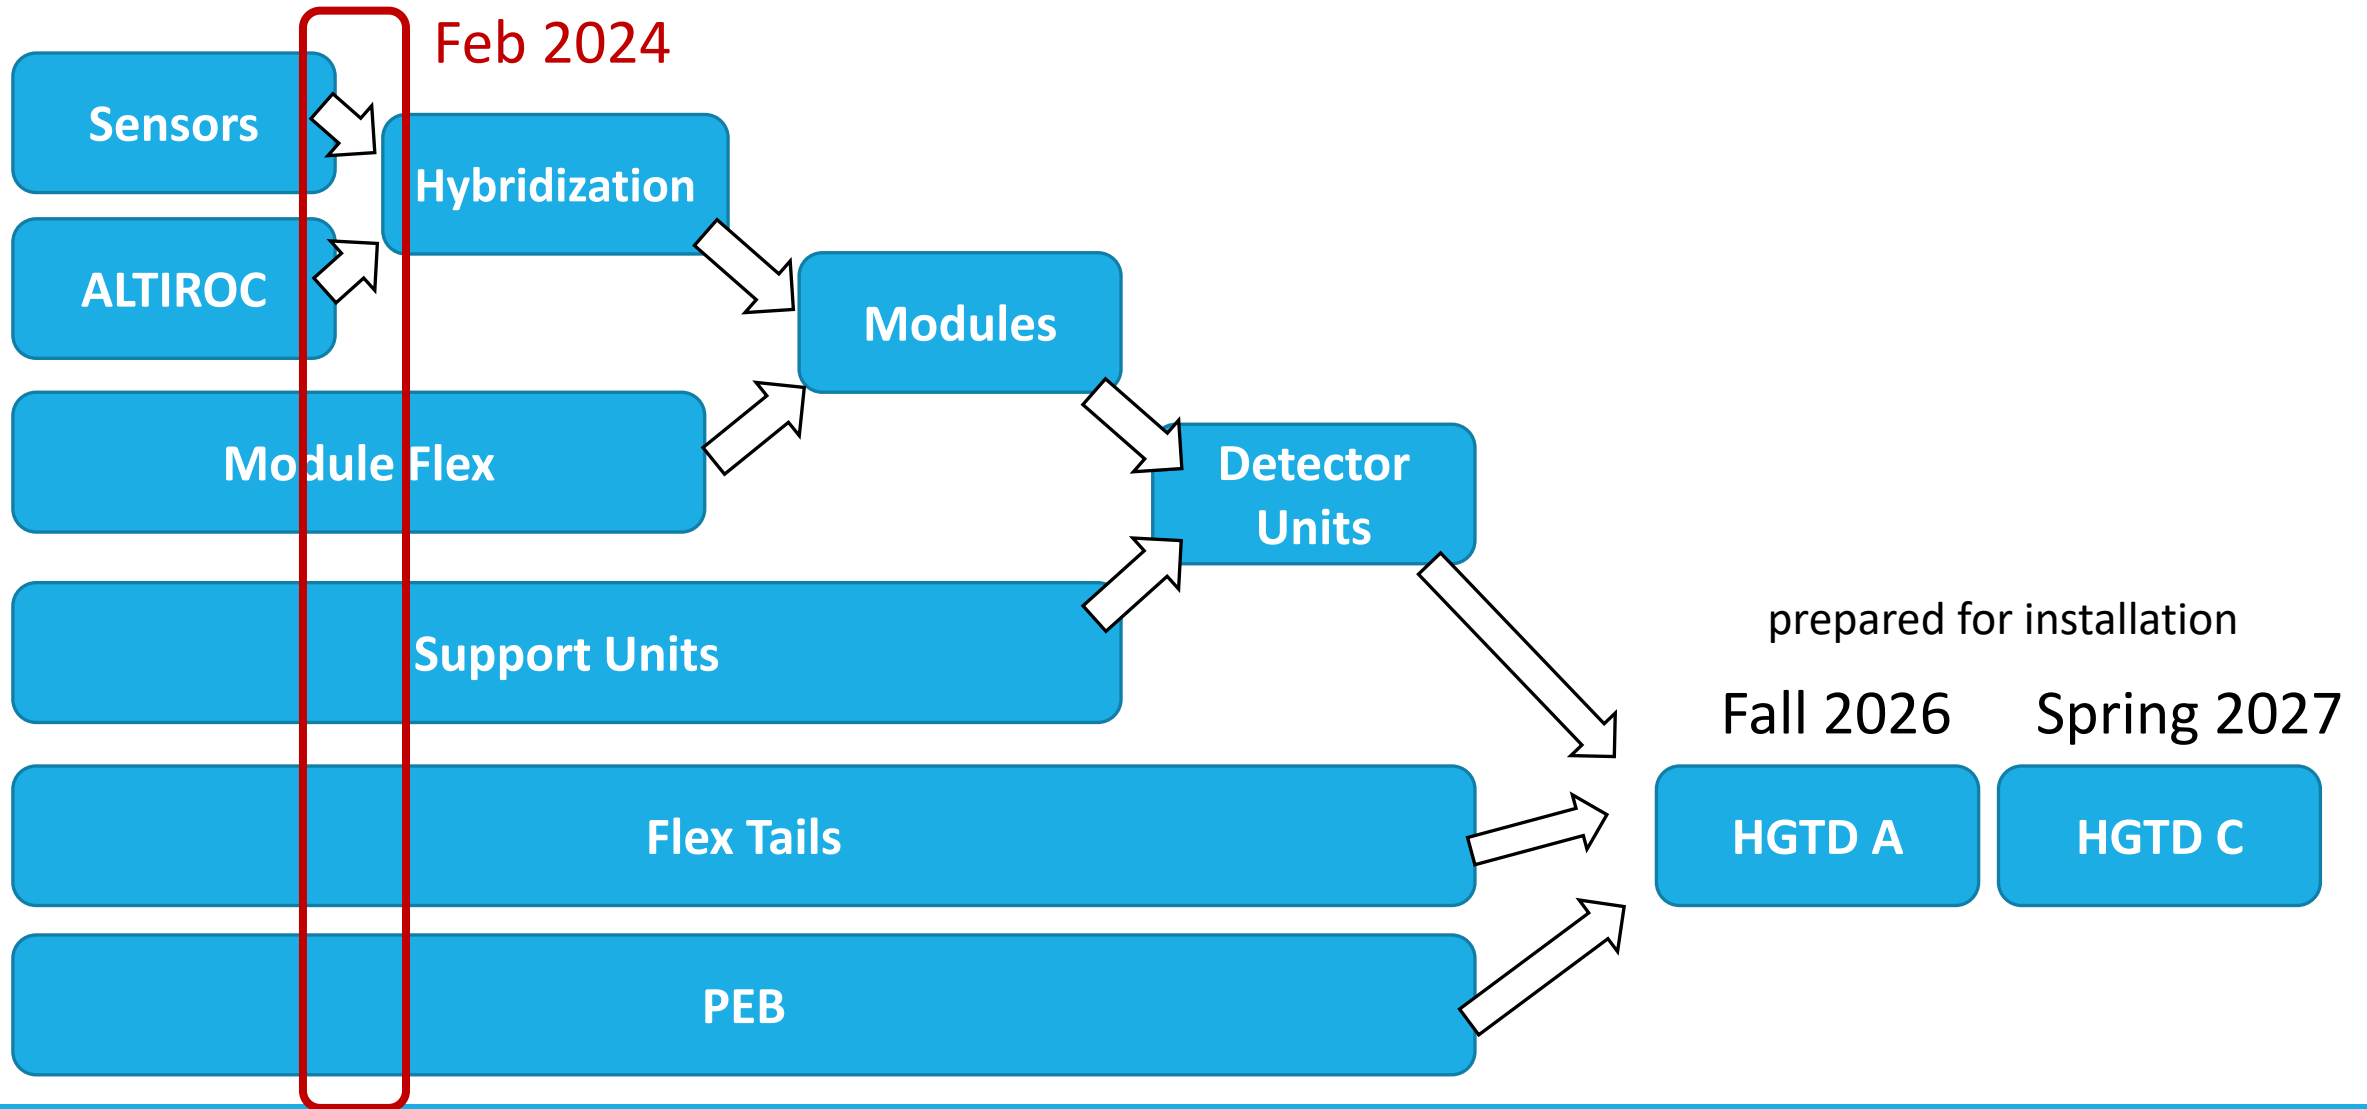 Feb 2024
Sensors
Hybridization
ALTIROC
Modules
Module Flex
Detector
Units
Support Units
prepared for installation
Fall 2026
Spring 2027
Flex Tails
HGTD A
HGTD C
PEB